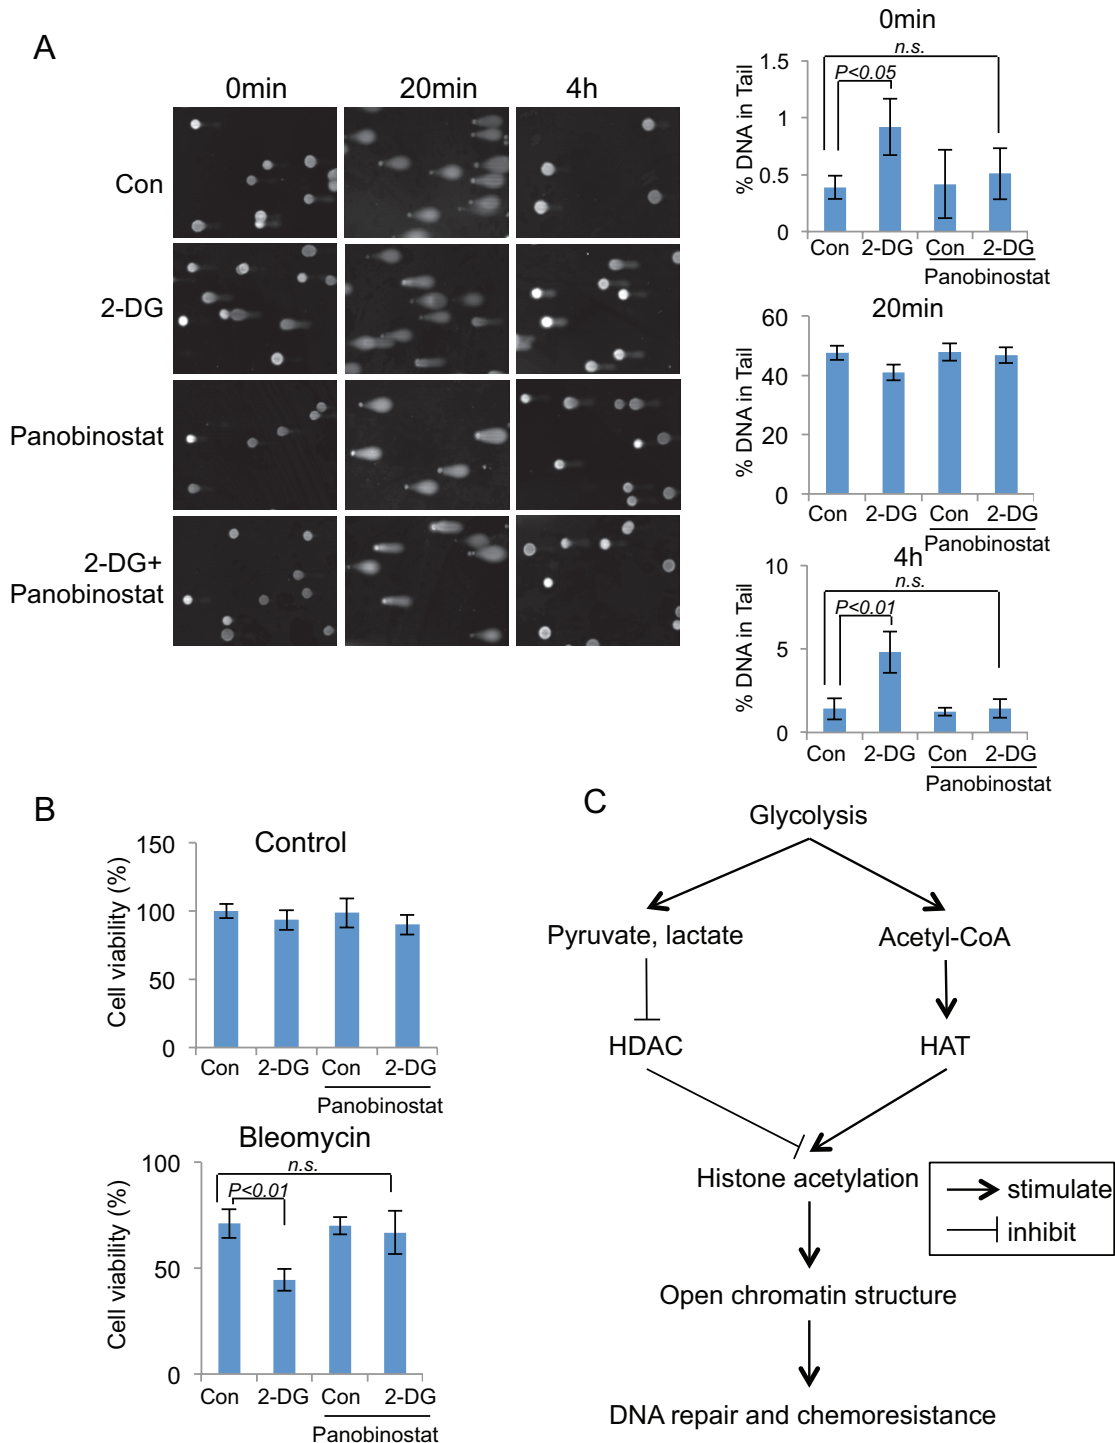 A
0min
20min
4h
Con
2-DG
Panobinostat
2-DG+
Panobinostat
0min
n.s.
P<0.05
% DNA in Tail
1.5
1
0.5
0
Con
2-DG
Con
2-DG
Panobinostat
20min
% DNA in Tail
60
40
20
0
Con
2-DG
Con
2-DG
Panobinostat
4h
n.s.
P<0.01
% DNA in Tail
10
5
0
Con
2-DG
Con
2-DG
Panobinostat
B
Control
Cell viability (%)
150
100
50
0
Con
2-DG
Con
2-DG
Panobinostat
Bleomycin
n.s.
P<0.01
Cell viability (%)
100
50
0
Con
2-DG
Con
2-DG
Panobinostat
C
Glycolysis
Pyruvate, lactate
Acetyl-CoA
HDAC
HAT
Histone acetylation
stimulate
inhibit
Open chromatin structure
DNA repair and chemoresistance